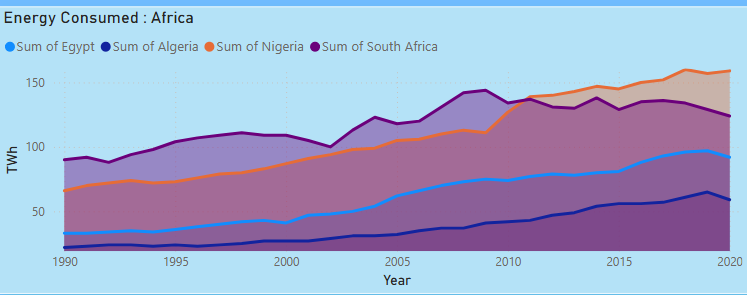 Energy Consumed : Africa
Sum of Egypt Sum of Algeria Sum of Nigeria Sum of South Africa
150
100
50
TWh
1990 1995 2000 2005 2010 2015 2020
Year